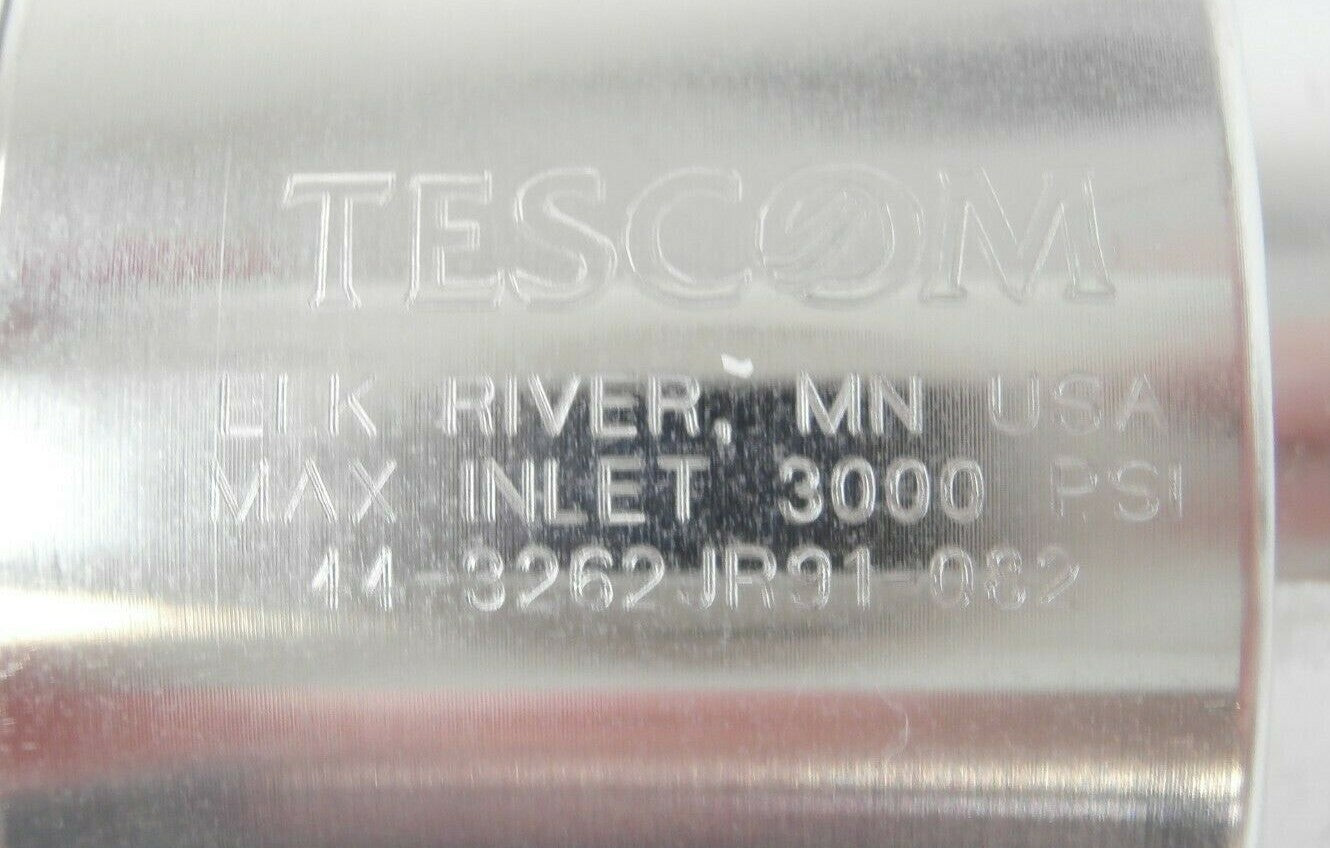 TESCOM
ELK RIVER, MN USA
MAX INLET 3000 PSI
44-3262JR91-082